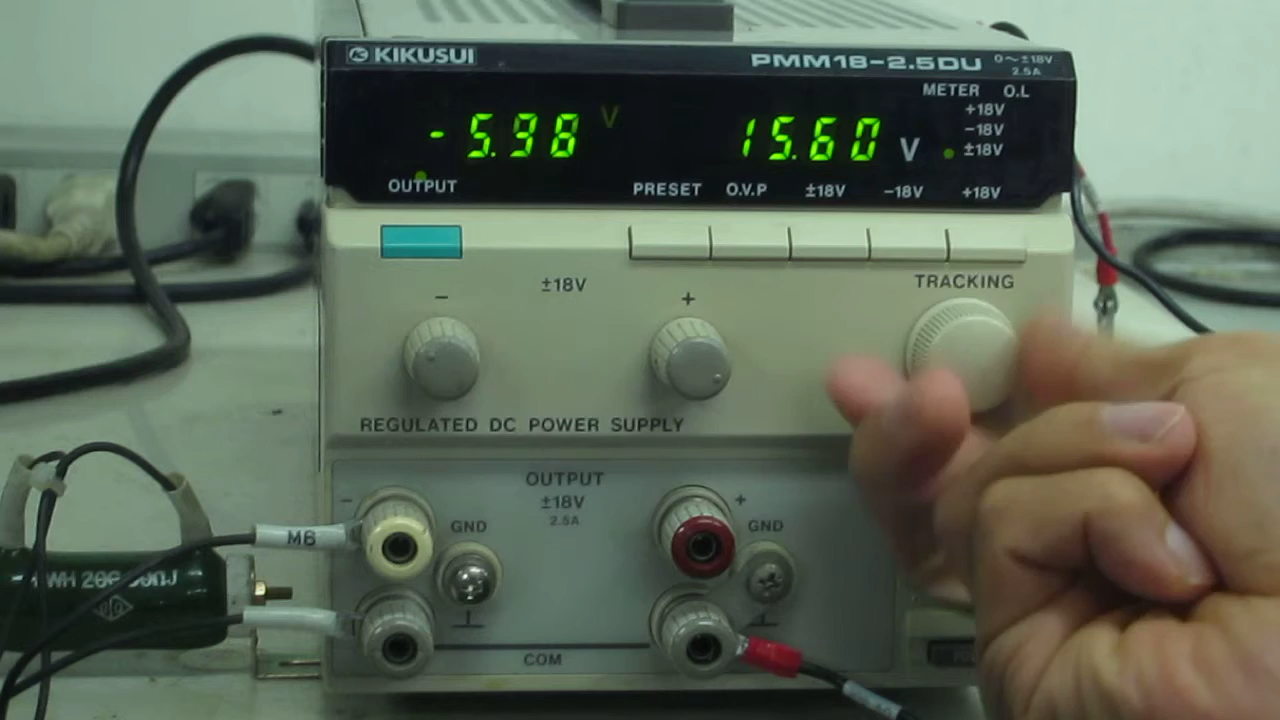 KIKUSUI PMM18-2.5DU 0~±18V
2.5A
METER O.L
+18V
-18V
±18V
-5.98 V 15.60 V
OUTPUT PRESET O.V.P ±18V -18V +18V
TRACKING
- ±18V +
REGULATED DC POWER SUPPLY
OUTPUT
±18V
2.5A
- GND + GND
M6
COM